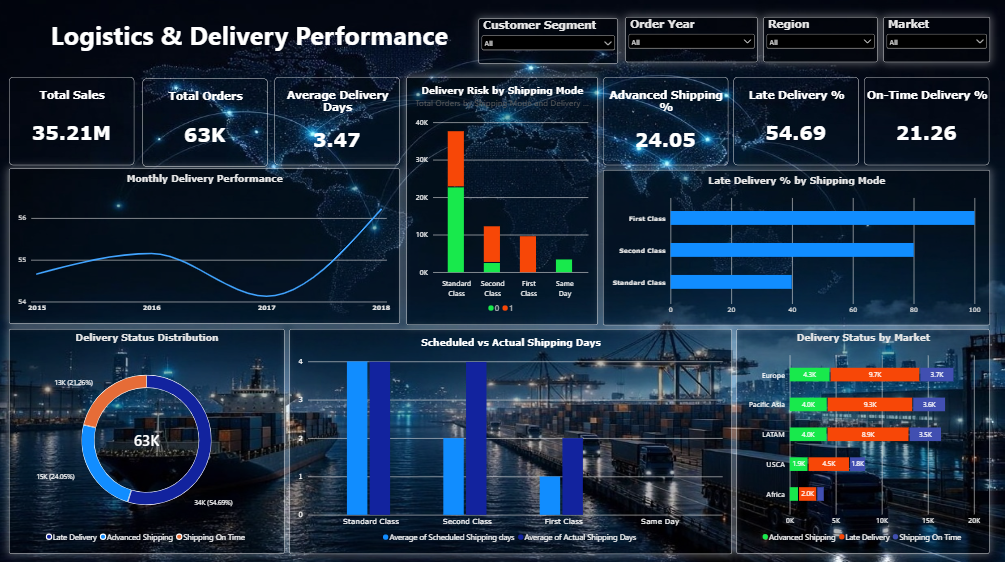 Logistics & Delivery Performance
Customer Segment
All
Order Year
All
Region
All
Market
All
Total Sales
35.21M
Total Orders
63K
Average Delivery
Days
3.47
Delivery Risk by Shipping Mode
Total Orders by Shipping Mode and Delivery ...
40K
30K
20K
10K
0K
Standard
Class
Second
Class
First
Class
Same
Day
0 1
Advanced Shipping
%
24.05
Late Delivery %
54.69
On-Time Delivery %
21.26
Monthly Delivery Performance
56
55
54
2015 2016 2017 2018
Late Delivery % by Shipping Mode
First Class
Second Class
Standard Class
0 20 40 60 80 100
Delivery Status Distribution
13K (21.26%)
63K
15K (24.05%)
34K (54.69%)
Late Delivery Advanced Shipping Shipping On Time
Scheduled vs Actual Shipping Days
4
3
2
1
0
Standard Class Second Class First Class Same Day
Average of Scheduled Shipping days Average of Actual Shipping Days
Delivery Status by Market
Europe 4.3K 9.7K 3.7K
Pacific Asia 4.0K 9.3K 3.6K
LATAM 4.0K 8.9K 3.5K
USCA 1.9K 4.5K 1.8K
Africa 2.0K
0K 5K 10K 15K 20K
Advanced Shipping Late Delivery Shipping On Time